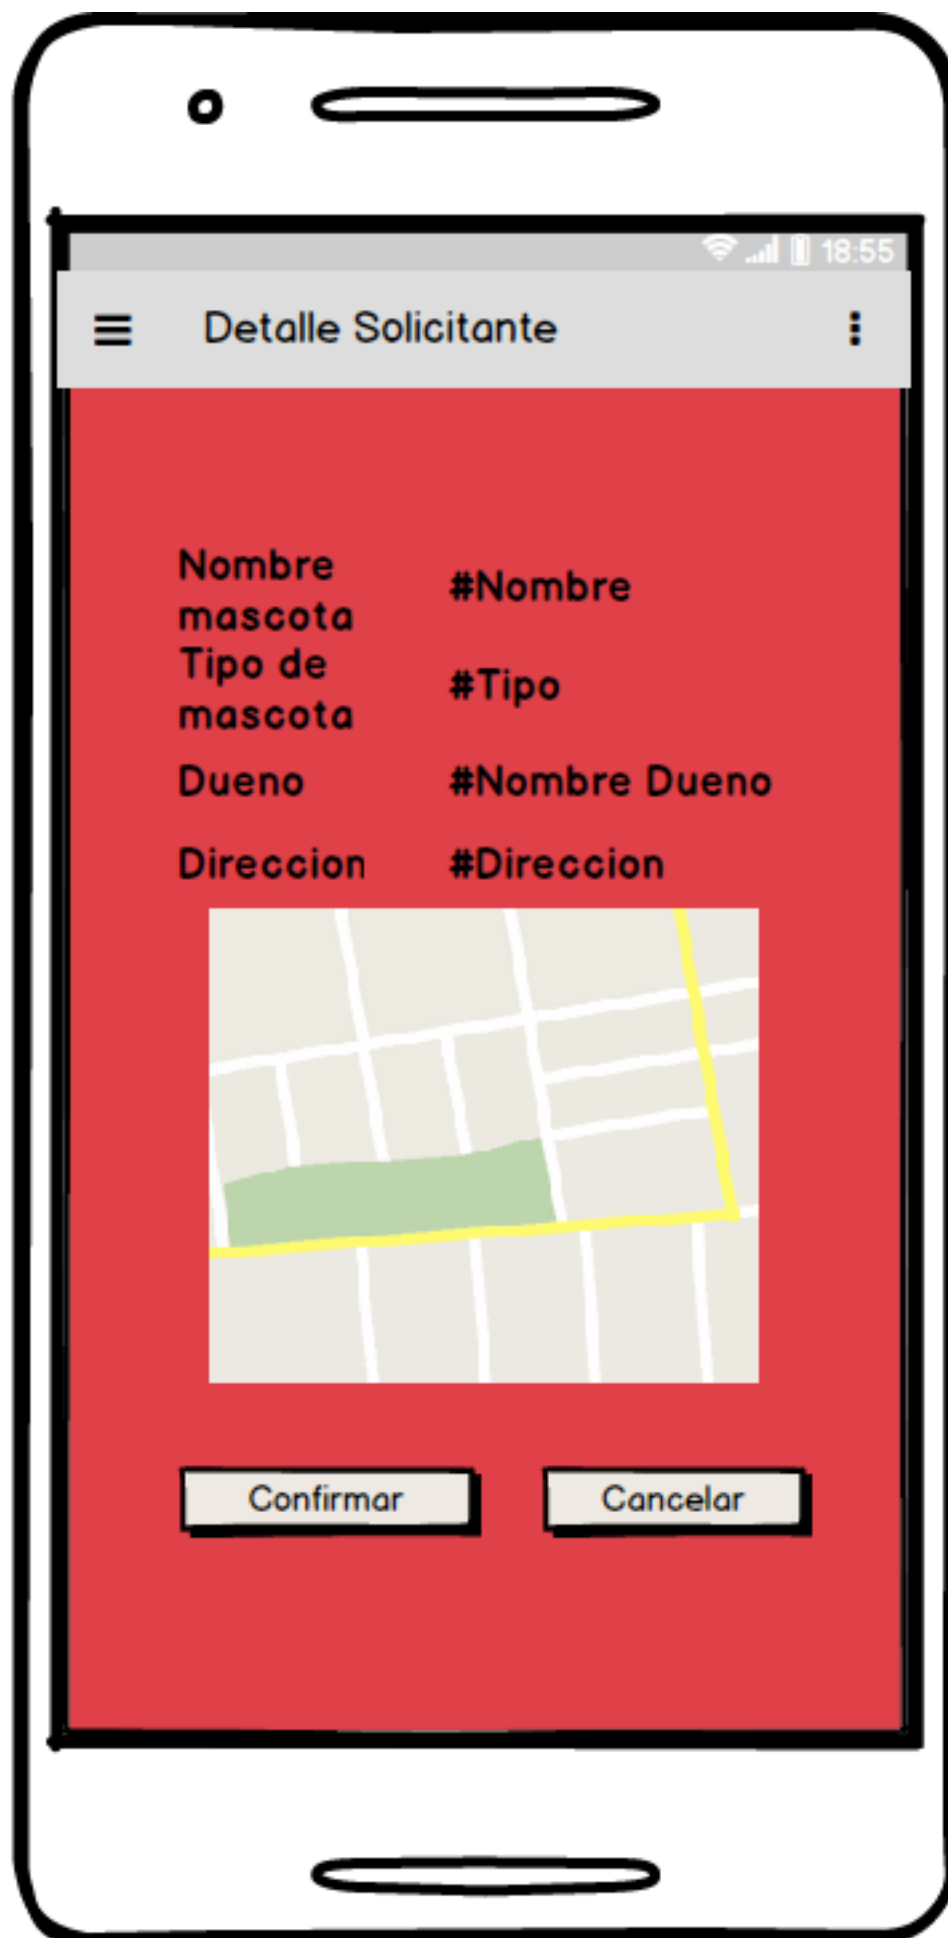 18:55
Detalle Solicitante
Nombre
mascota
#Nombre
Tipo de
mascota
#Tipo
Dueno
#Nombre Dueno
Direccion
#Direccion
Confirmar
Cancelar